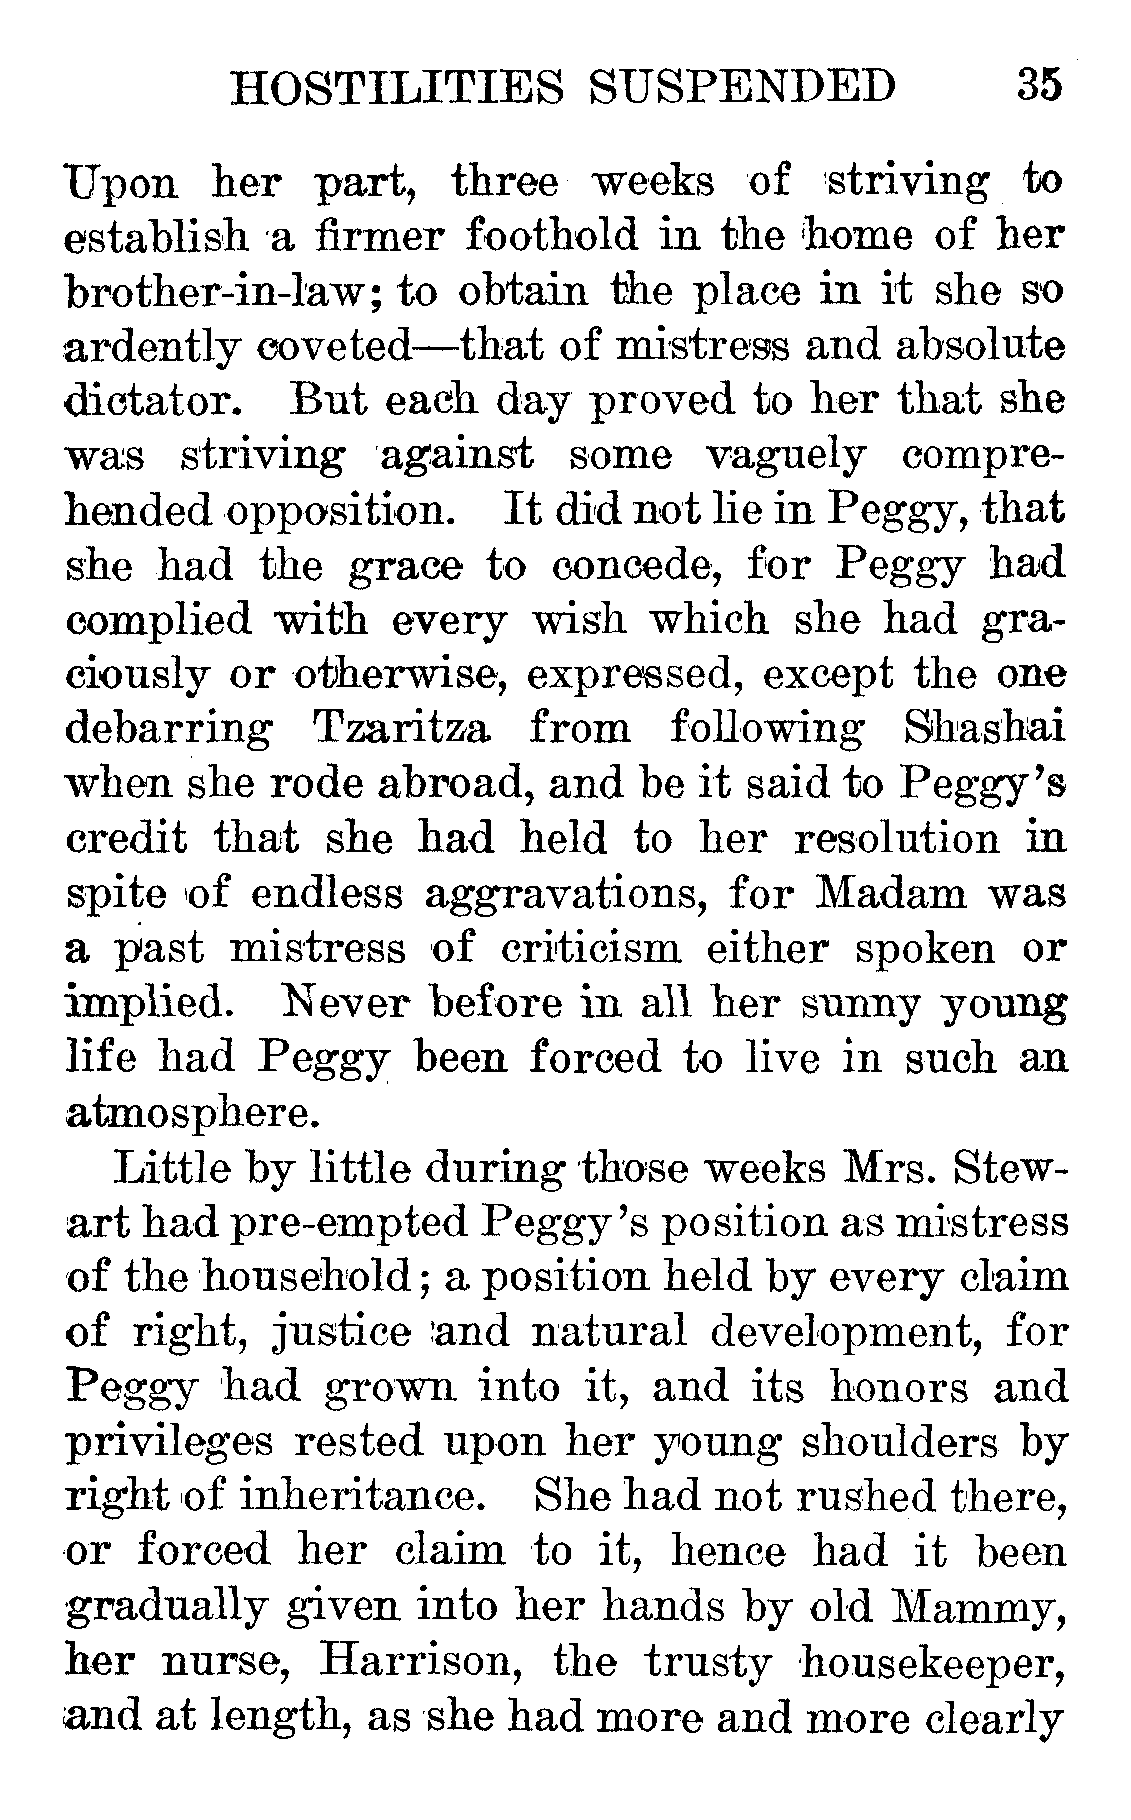 HOSTILITIES SUSPENDED 35
Upon her part, three weeks of striving to
establish a firmer foothold in the home of her
brother-in-law; to obtain the place in it she so
ardently coveted—that of mistress and absolute
dictator. But each day proved to her that she
was striving against some vaguely compre-
hended opposition. It did not lie in Peggy, that
she had the grace to concede, for Peggy had
complied with every wish which she had gra-
ciously or otherwise, expressed, except the one
debarring Tzaritza from following Shashai
when she rode abroad, and be it said to Peggy's
credit that she had held to her resolution in
spite of endless aggravations, for Madam was
a past mistress of criticism either spoken or
implied. Never before in all her sunny young
life had Peggy been forced to live in such an
atmosphere.
Little by little during those weeks Mrs. Stew-
art had pre-empted Peggy's position as mistress
of the household; a position held by every claim
of right, justice and natural development, for
Peggy had grown into it, and its honors and
privileges rested upon her young shoulders by
right of inheritance. She had not rushed there,
or forced her claim to it, hence had it been
gradually given into her hands by old Mammy,
her nurse, Harrison, the trusty housekeeper,
and at length, as she had more and more clearly